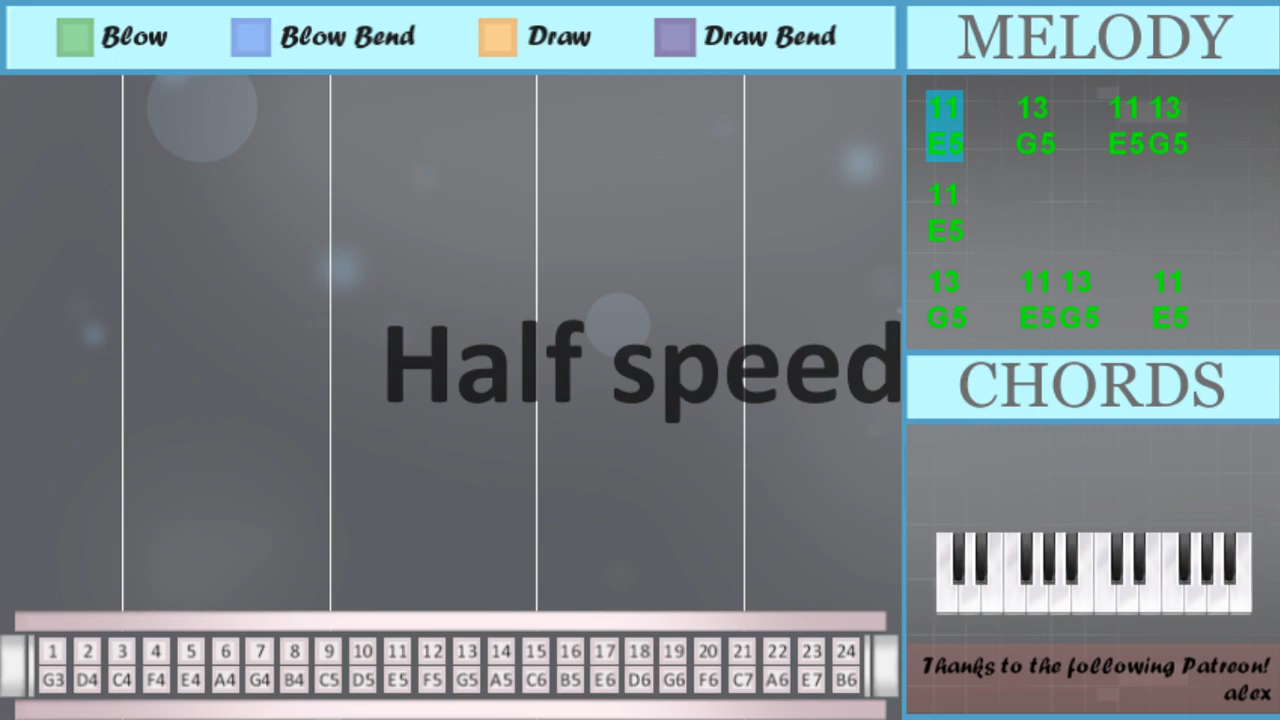 Blow Blow Bend Draw Draw Bend
MELODY
11 13 11 13
E5 G5 E5 G5
11
E5
13 11 13 11
G5 E5 G5 E5
Half speed
CHORDS
1 2 3 4 5 6 7 8 9 10 11 12 13 14 15 16 17 18 19 20 21 22 23 24
G3 D4 C4 F4 E4 A4 G4 B4 C5 D5 E5 F5 G5 A5 C6 B5 E6 D6 G6 F6 C7 A6 E7 B6
Thanks to the following Patreon!
alex